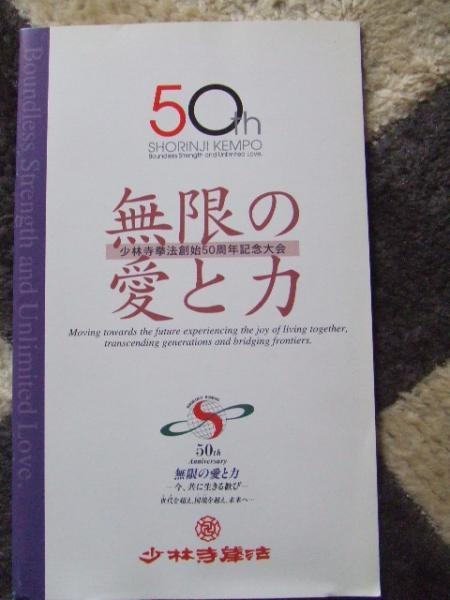 Boundless Strength and Unlimited Love.
50th
SHORINJI KEMPO
Boundless Strength and Unlimited Love.
無限の
少林寺拳法創始50周年記念大会
愛と力
Moving towards the future experiencing the joy of living together,
transcending generations and bridging frontiers.
SHORINJI KEMPO
50th
Anniversary
無限の愛と力
—今、共に生きる歓び—
世代を超え、国境を越え、未来へ—
少林寺拳法